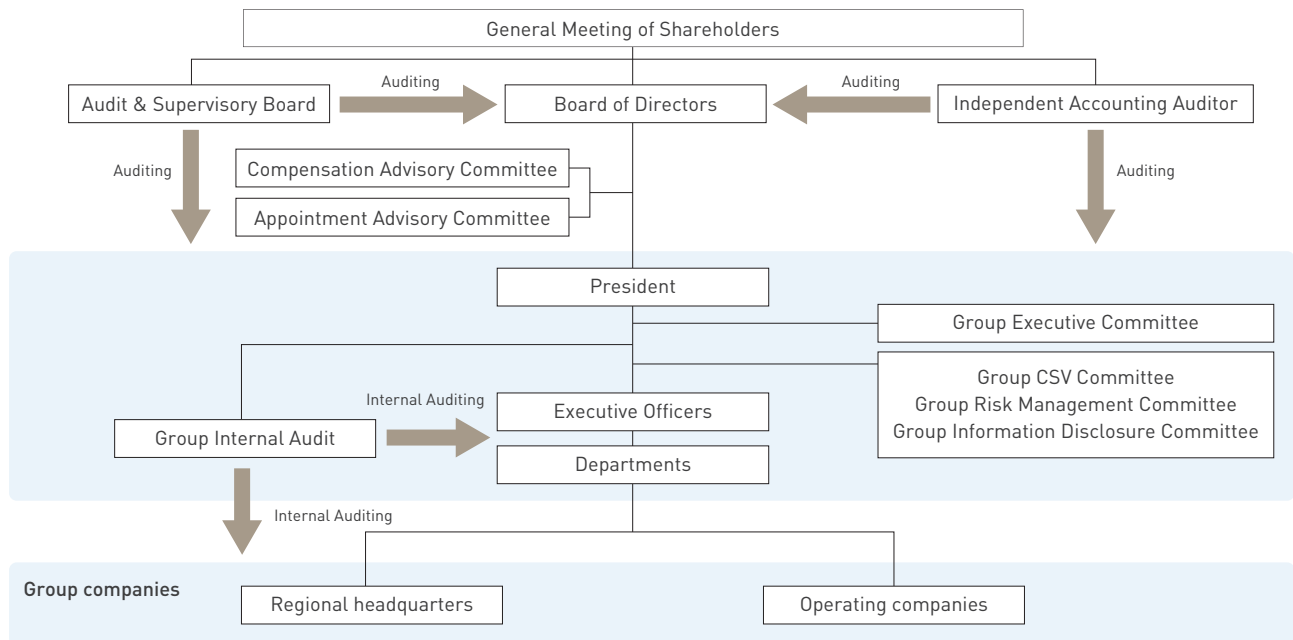 General Meeting of Shareholders
Auditing
Auditing
Audit & Supervisory Board
Board of Directors
Independent Accounting Auditor
Auditing
Compensation Advisory Committee
Auditing
Appointment Advisory Committee
President
Group Executive Committee
Group CSV Committee
Group Risk Management Committee
Group Information Disclosure Committee
Internal Auditing
Executive Officers
Group Internal Audit
Departments
Internal Auditing
Group companies
Regional headquarters
Operating companies